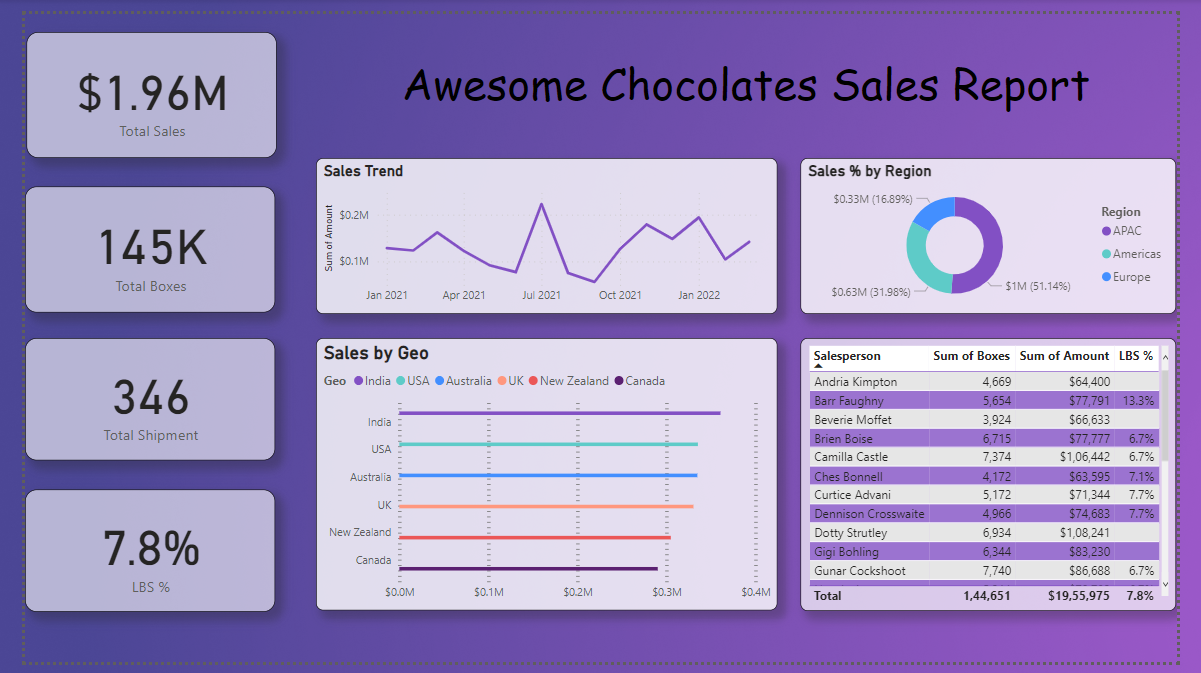 $1.96M
Total Sales
Awesome Chocolates Sales Report
145K
Total Boxes
346
Total Shipment
7.8%
LBS %
Sales Trend
Sum of Amount
$0.2M
$0.1M
Jan 2021 Apr 2021 Jul 2021 Oct 2021 Jan 2022
Sales % by Region
$0.33M (16.89%)
$0.63M (31.98%)
$1M (51.14%)
Region
APAC
Americas
Europe
Sales by Geo
Geo India USA Australia UK New Zealand Canada
India
USA
Australia
UK
New Zealand
Canada
$0.0M $0.1M $0.2M $0.3M $0.4M
Salesperson Sum of Boxes Sum of Amount LBS %
Andria Kimpton 4,669 $64,400
Barr Faughny 5,654 $77,791 13.3%
Beverie Moffet 3,924 $66,633
Brien Boise 6,715 $77,777 6.7%
Camilla Castle 7,374 $1,06,442 6.7%
Ches Bonnell 4,172 $63,595 7.1%
Curtice Advani 5,172 $71,344 7.7%
Dennison Crosswaite 4,966 $74,683 7.7%
Dotty Strutley 6,934 $1,08,241
Gigi Bohling 6,344 $83,230
Gunar Cockshoot 7,740 $86,688 6.7%
Total 1,44,651 $19,55,975 7.8%